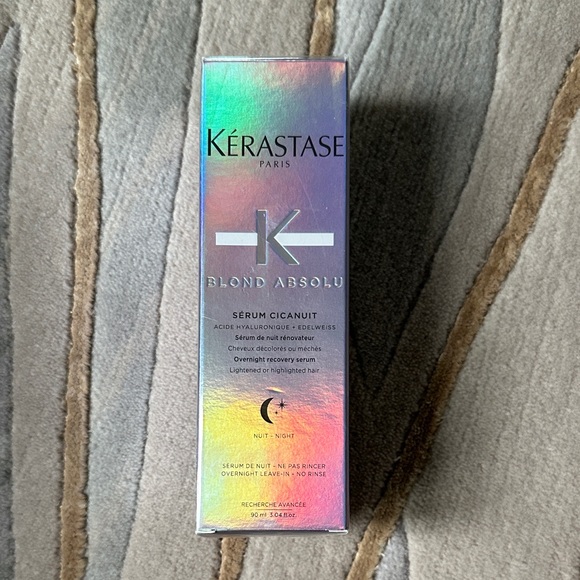 KÉRASTASE
PARIS
K
BLOND ABSOLU
SÉRUM CICANUIT
ACIDE HYALURONIQUE + EDELWEISS
Sérum de nuit rénovateur
Cheveux décolorés ou méchés
Overnight recovery serum
Lightened or highlighted hair
NUIT - NIGHT
SÉRUM DE NUIT - NE PAS RINCER
OVERNIGHT LEAVE-IN - NO RINSE
RECHERCHE AVANCÉE
90 ml 3.04 fl.oz.